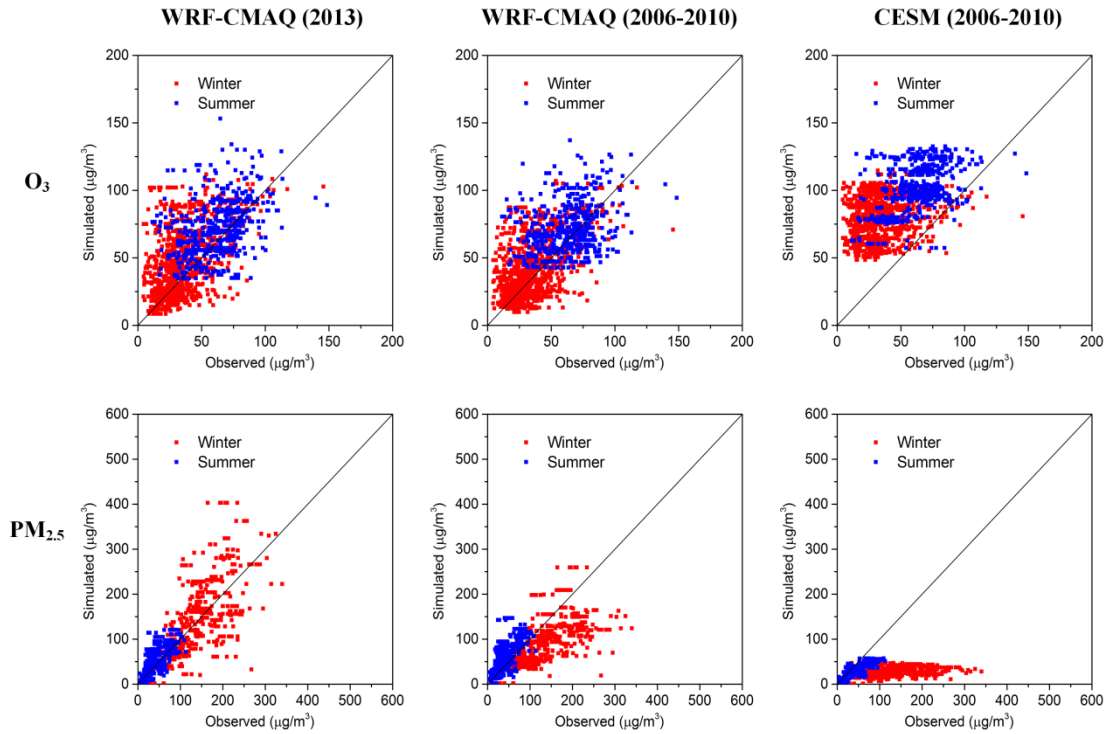 WRF-CMAQ (2013) WRF-CMAQ (2006-2010) CESM (2006-2010)
O3
Simulated (μg/m3)
200
150
100
50
0
Winter
Summer
0 50 100 150 200
Observed (μg/m3)
Simulated (μg/m3)
200
150
100
50
0
Winter
Summer
0 50 100 150 200
Observed (μg/m3)
Simulated (μg/m3)
200
150
100
50
0
Winter
Summer
0 50 100 150 200
Observed (μg/m3)
PM2.5
Simulated (μg/m3)
600
500
400
300
200
100
0
Winter
Summer
0 100 200 300 400 500 600
Observed (μg/m3)
Simulated (μg/m3)
600
500
400
300
200
100
0
Winter
Summer
0 100 200 300 400 500 600
Observed (μg/m3)
Simulated (μg/m3)
600
500
400
300
200
100
0
Winter
Summer
0 100 200 300 400 500 600
Observed (μg/m3)